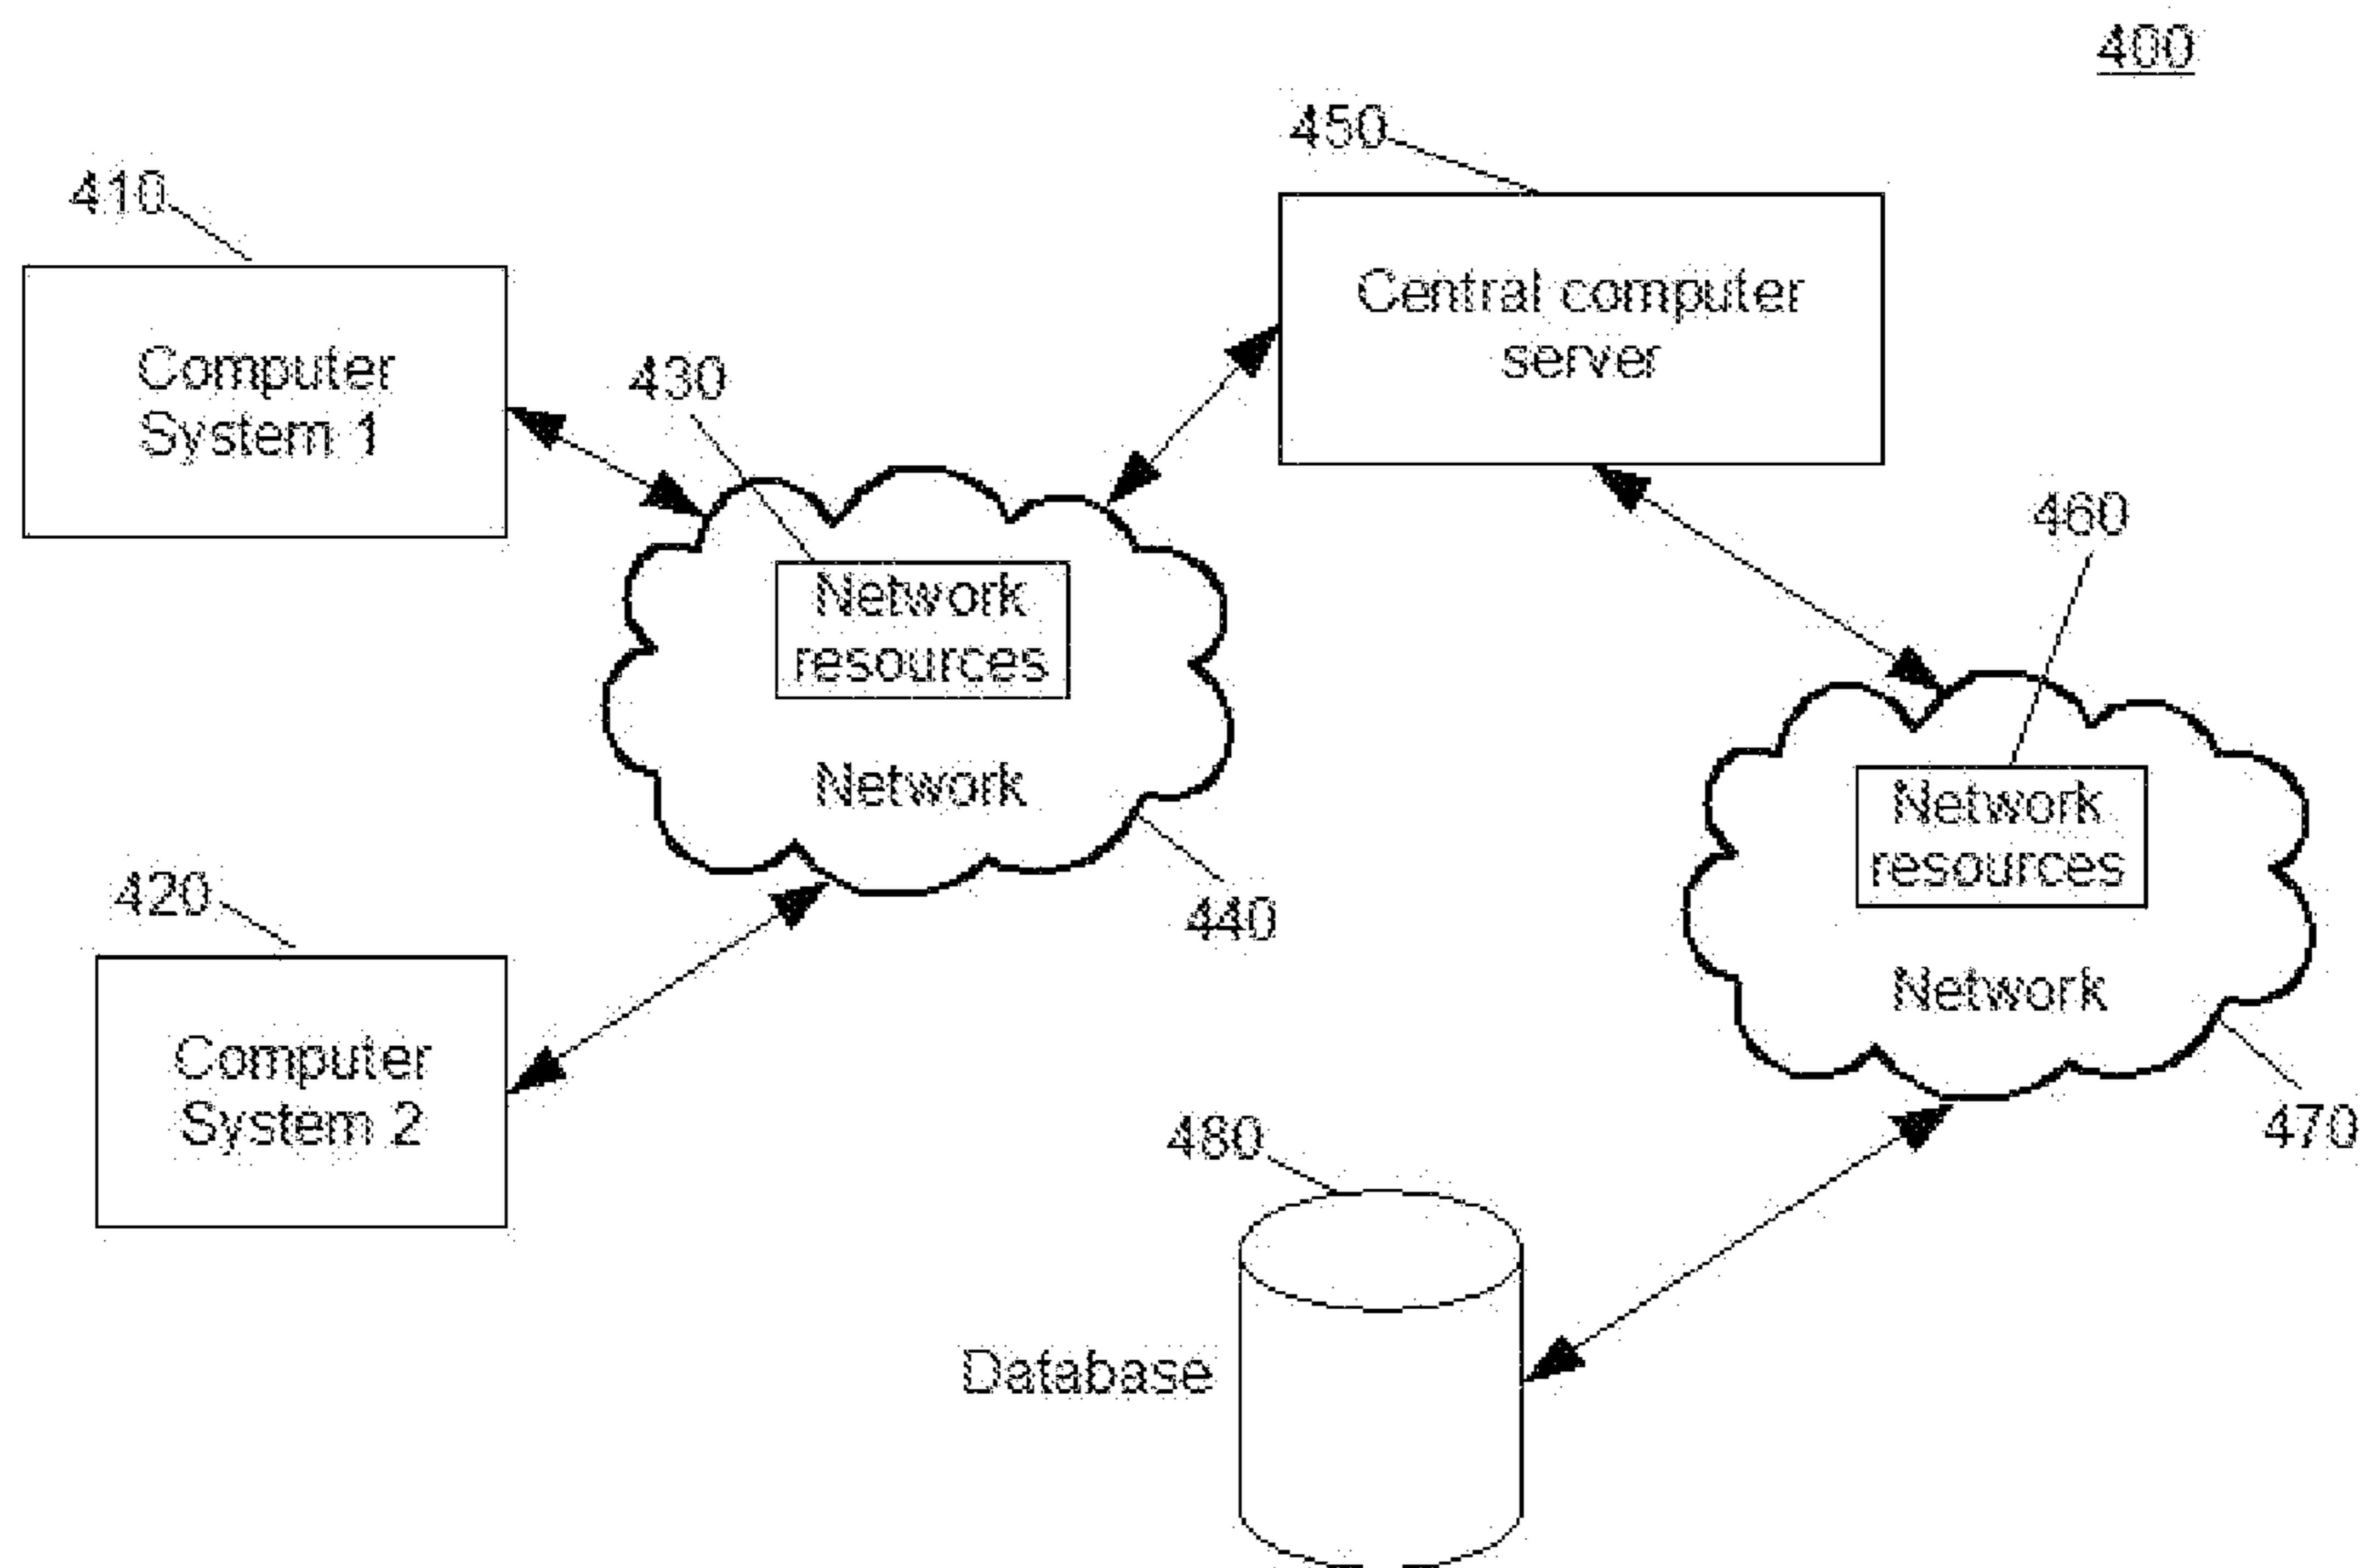 400
450
410
Central computer
server
Computer
System 1
430
460
Network
resources
Network
440
Network
resources
Network
470
420
Computer
System 2
480
Database